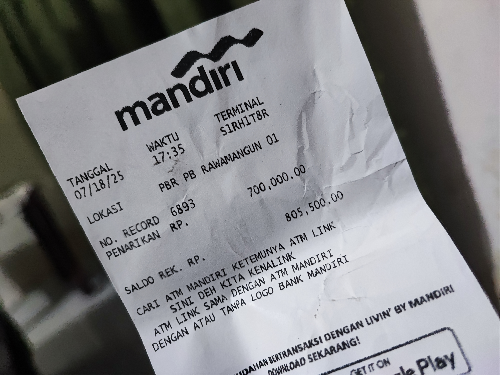 mandiri
TANGGAL WAKTU TERMINAL
07/18/25 17:35 S1RH1T8R
LOKASI PBR PB RAWAMANGUN 01
NO. RECORD 6893
PENARIKAN RP. 700,000.00
SALDO REK. RP. 805,500.00
CARI ATM MANDIRI KETEMUNYA ATM LINK
SINI DEH KITA KENALINK
ATM LINK SAMA DENGAN ATM MANDIRI
DENGAN ATAU TANPA LOGO BANK MANDIRI
BERTRANSAKSI DENGAN LIVIN' BY MANDIRI
DOWNLOAD SEKARANG!
GET IT ON
Play